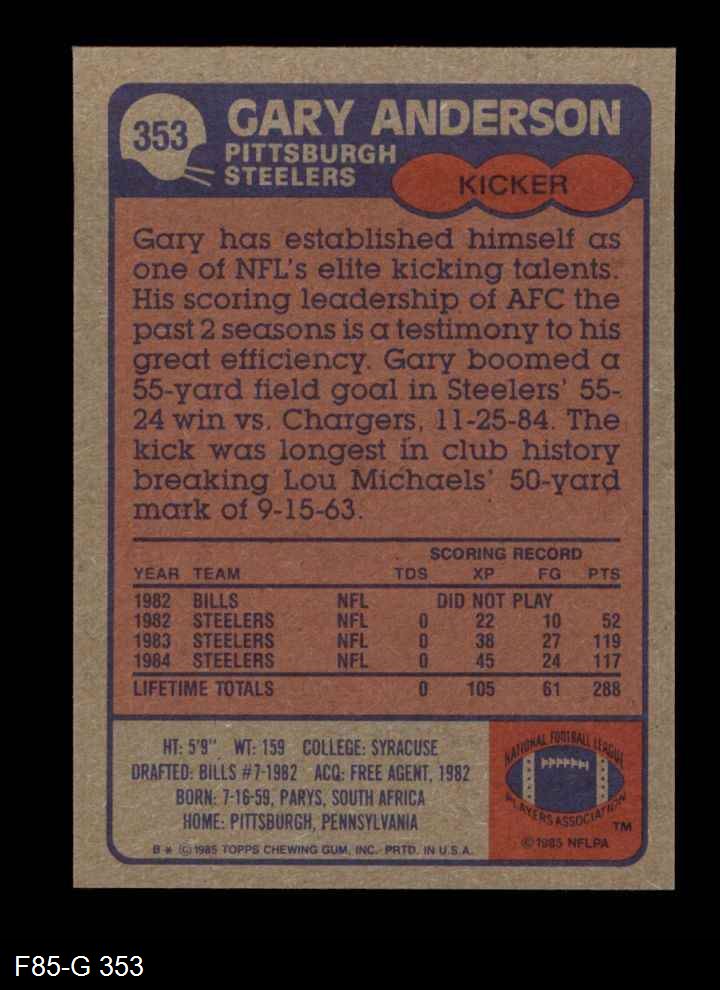 353
GARY ANDERSON
PITTSBURGH
STEELERS
KICKER
Gary has established himself as
one of NFL's elite kicking talents.
His scoring leadership of AFC the
past 2 seasons is a testimony to his
great efficiency. Gary boomed a
55-yard field goal in Steelers' 55-
24 win vs. Chargers, 11-25-84. The
kick was longest in club history
breaking Lou Michaels' 50-yard
mark of 9-15-63.
SCORING RECORD
YEAR TEAM TDS XP FG PTS
1982 BILLS NFL DID NOT PLAY
1982 STEELERS NFL 0 22 10 52
1983 STEELERS NFL 0 38 27 119
1984 STEELERS NFL 0 45 24 117
LIFETIME TOTALS 0 105 61 288
HT: 5'9" WT: 159 COLLEGE: SYRACUSE
DRAFTED: BILLS #7-1982 ACQ: FREE AGENT, 1982
BORN: 7-16-59, PARYS, SOUTH AFRICA
HOME: PITTSBURGH, PENNSYLVANIA
B * © 1985 TOPPS CHEWING GUM, INC. PRTD. IN U.S.A.
NATIONAL FOOTBALL LEAGUE
PLAYERS ASSOCIATION
TM
© 1985 NFLPA
F85-G 353